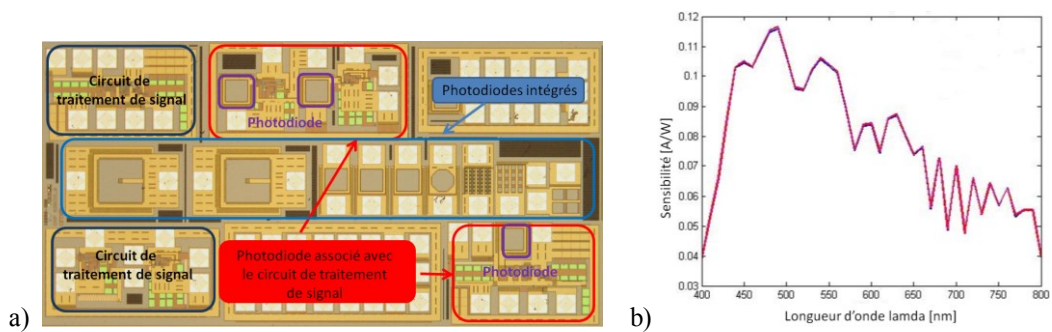 a)
Circuit de
traitement de signal
Photodiode
Photodiodes intégrés
Circuit de
traitement de signal
Photodiode associé avec
le circuit de traitement
de signal
Photodiode
b)
0.12
0.11
0.1
0.09
0.08
0.07
0.06
0.05
0.04
0.03
Sensibilité [A/W]
400 450 500 550 600 650 700 750 800
Longueur d'onde lamda [nm]